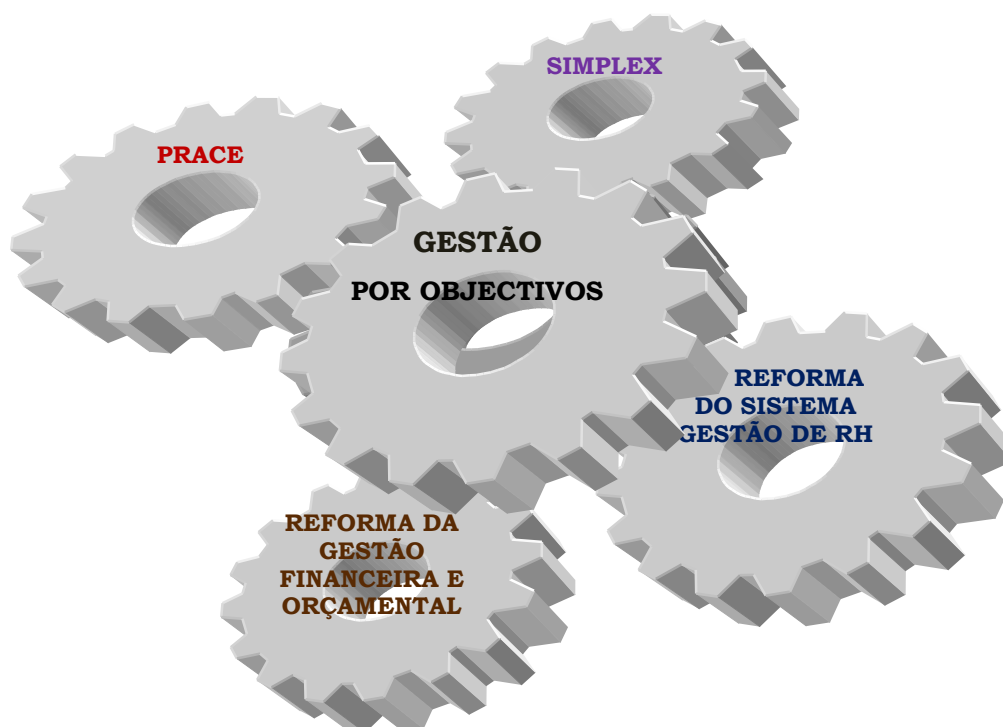 SIMPLEX
PRACE
GESTÃO
POR OBJECTIVOS
REFORMA
DO SISTEMA
GESTÃO DE RH
REFORMA DA
GESTÃO
FINANCEIRA E
ORÇAMENTAL